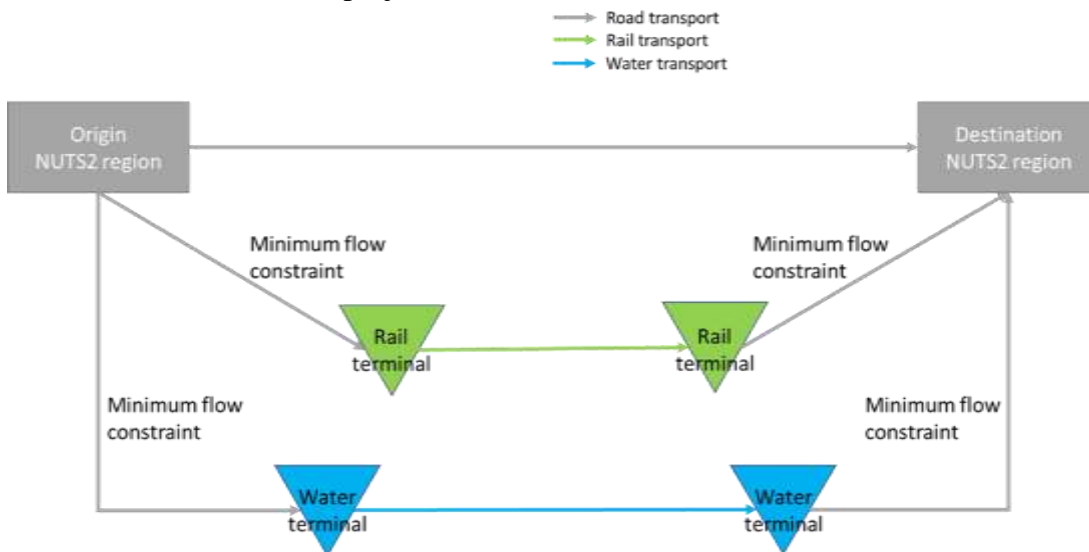 Road transport
Rail transport
Water transport
Origin
NUTS2 region
Destination
NUTS2 region
Minimum flow
constraint
Minimum flow
constraint
Rail
terminal
Rail
terminal
Minimum flow
constraint
Minimum flow
constraint
Water
terminal
Water
terminal